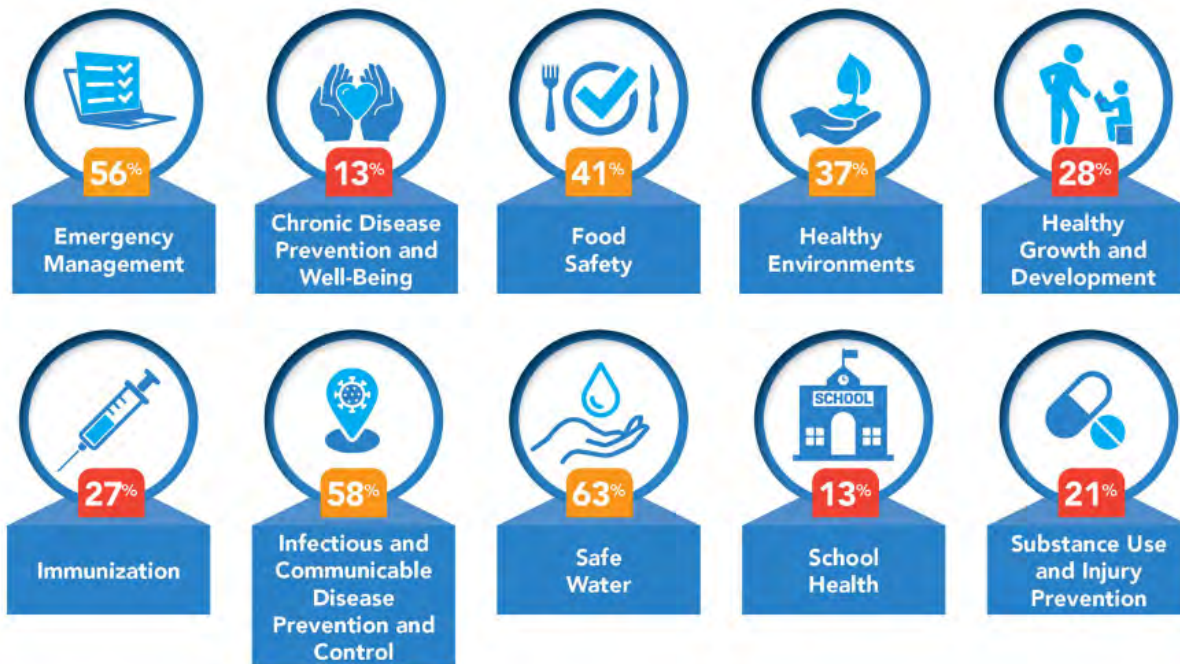 56%
Emergency
Management
13%
Chronic Disease
Prevention and
Well-Being
41%
Food
Safety
37%
Healthy
Environments
28%
Healthy
Growth and
Development
27%
Immunization
58%
Infectious and
Communicable
Disease
Prevention and
Control
63%
Safe
Water
SCHOOL
13%
School
Health
21%
Substance Use
and Injury
Prevention